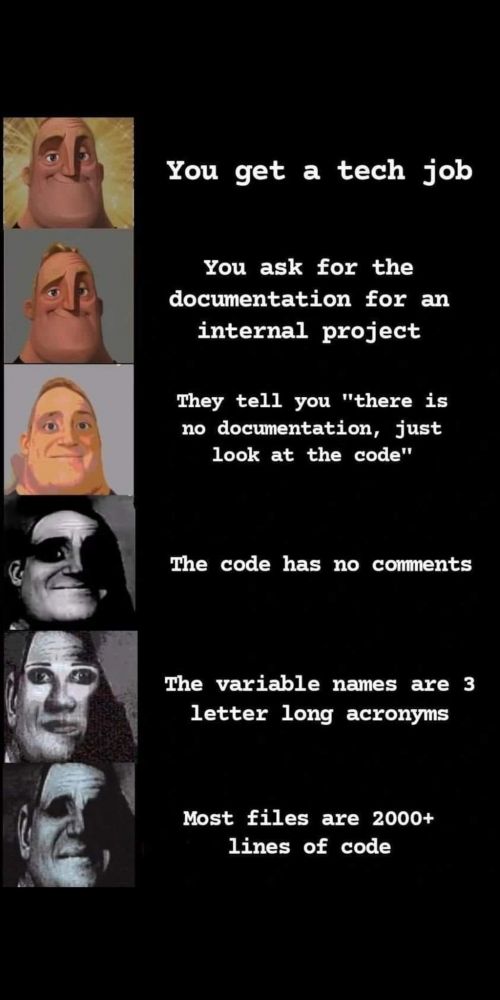 You get a tech job
You ask for the
documentation for an
internal project
They tell you "there is
no documentation, just
look at the code"
The code has no comments
The variable names are 3
letter long acronyms
Most files are 2000+
lines of code